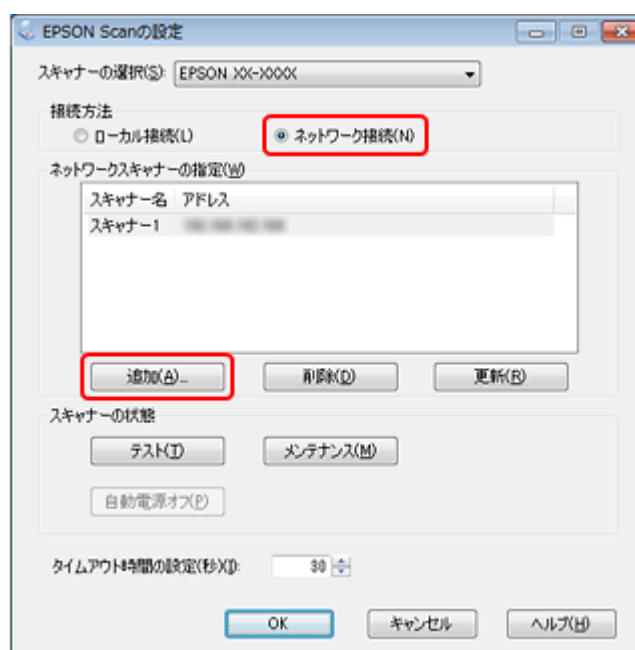 EPSON Scanの設定
スキャナーの選択(S): EPSON XX-XXXX
接続方法
ローカル接続(L) ネットワーク接続(N)
ネットワークスキャナーの指定(W)
スキャナー名 アドレス
スキャナー1
追加(A)... 削除(D) 更新(R)
スキャナーの状態
テスト(T) メンテナンス(M)
自動電源オフ(P)
タイムアウト時間の設定(秒)(I): 30
OK キャンセル ヘルプ(H)